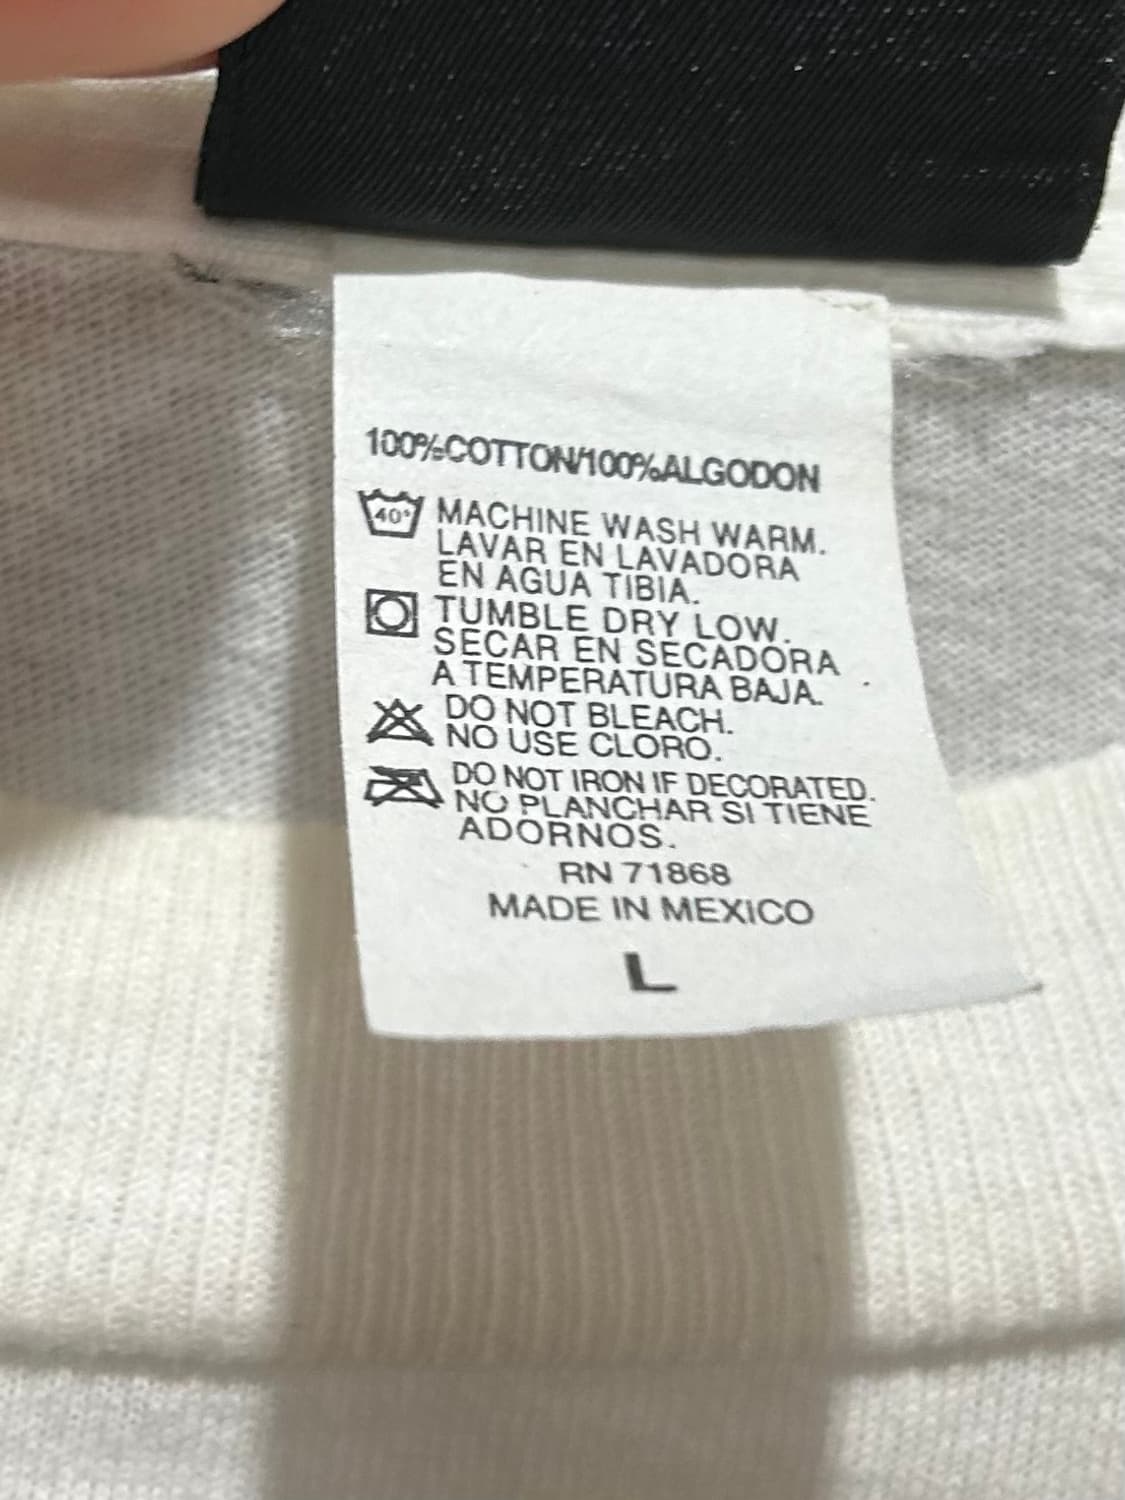 100%COTTON/100%ALGODON
40° MACHINE WASH WARM.
LAVAR EN LAVADORA
EN AGUA TIBIA.
TUMBLE DRY LOW.
SECAR EN SECADORA
A TEMPERATURA BAJA.
DO NOT BLEACH.
NO USE CLORO.
DO NOT IRON IF DECORATED.
NO PLANCHAR SI TIENE
ADORNOS.
RN 71868
MADE IN MEXICO
L